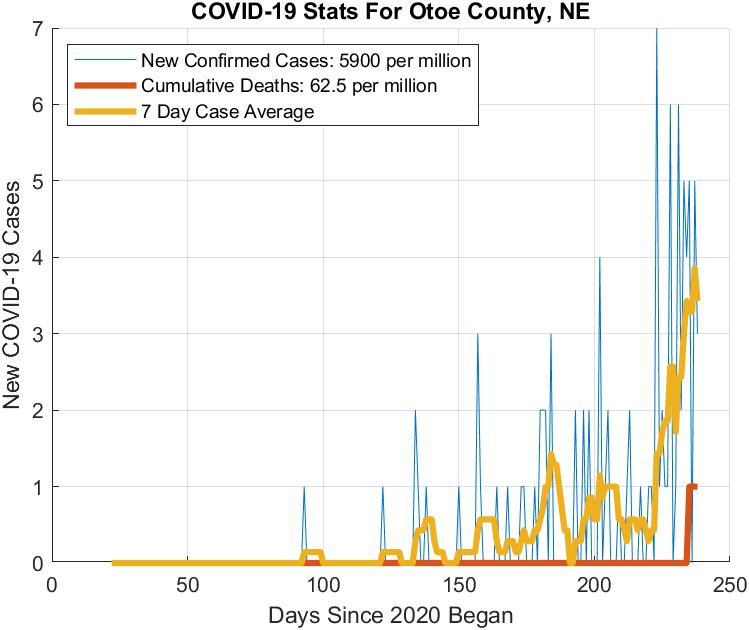 COVID-19 Stats For Otoe County, NE
New Confirmed Cases: 5900 per million
Cumulative Deaths: 62.5 per million
7 Day Case Average
New COVID-19 Cases
7
6
5
4
3
2
1
0
0 50 100 150 200 250
Days Since 2020 Began